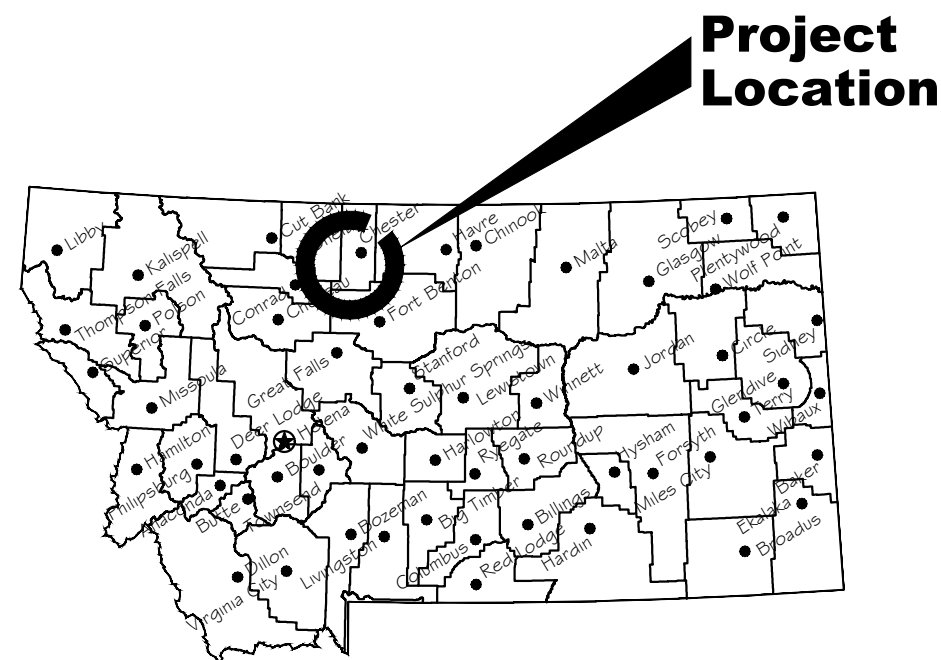 Project
Location
Libby
Kalispell
Cut Bank
Chester
Havre
Chinook
Malta
Scobey
Glasgow
Plentywood
Wolf Point
Thompson Falls
Polson
Conrad
Fort Benton
Superior
Missoula
Great Falls
Stanford
White Sulphur Springs
Lewistown
Winnett
Jordan
Circle
Sidney
Glendive
Terry
Wibaux
Deer Lodge
Helena
Hamilton
Philipsburg
Anaconda
Butte
Boulder
Townsend
Harlowton
Ryegate
Roundup
Hysham
Forsyth
Miles City
Baker
Ekalaka
Broadus
Bozeman
Big Timber
Billings
Livingston
Columbus
Red Lodge
Hardin
Dillon
Virginia City